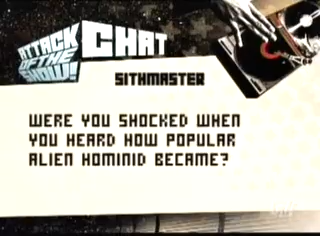 ATTACK
OF THE
SHOW!
CHAT
SITHMASTER
WERE YOU SHOCKED WHEN
YOU HEARD HOW POPULAR
ALIEN HOMINID BECAME?